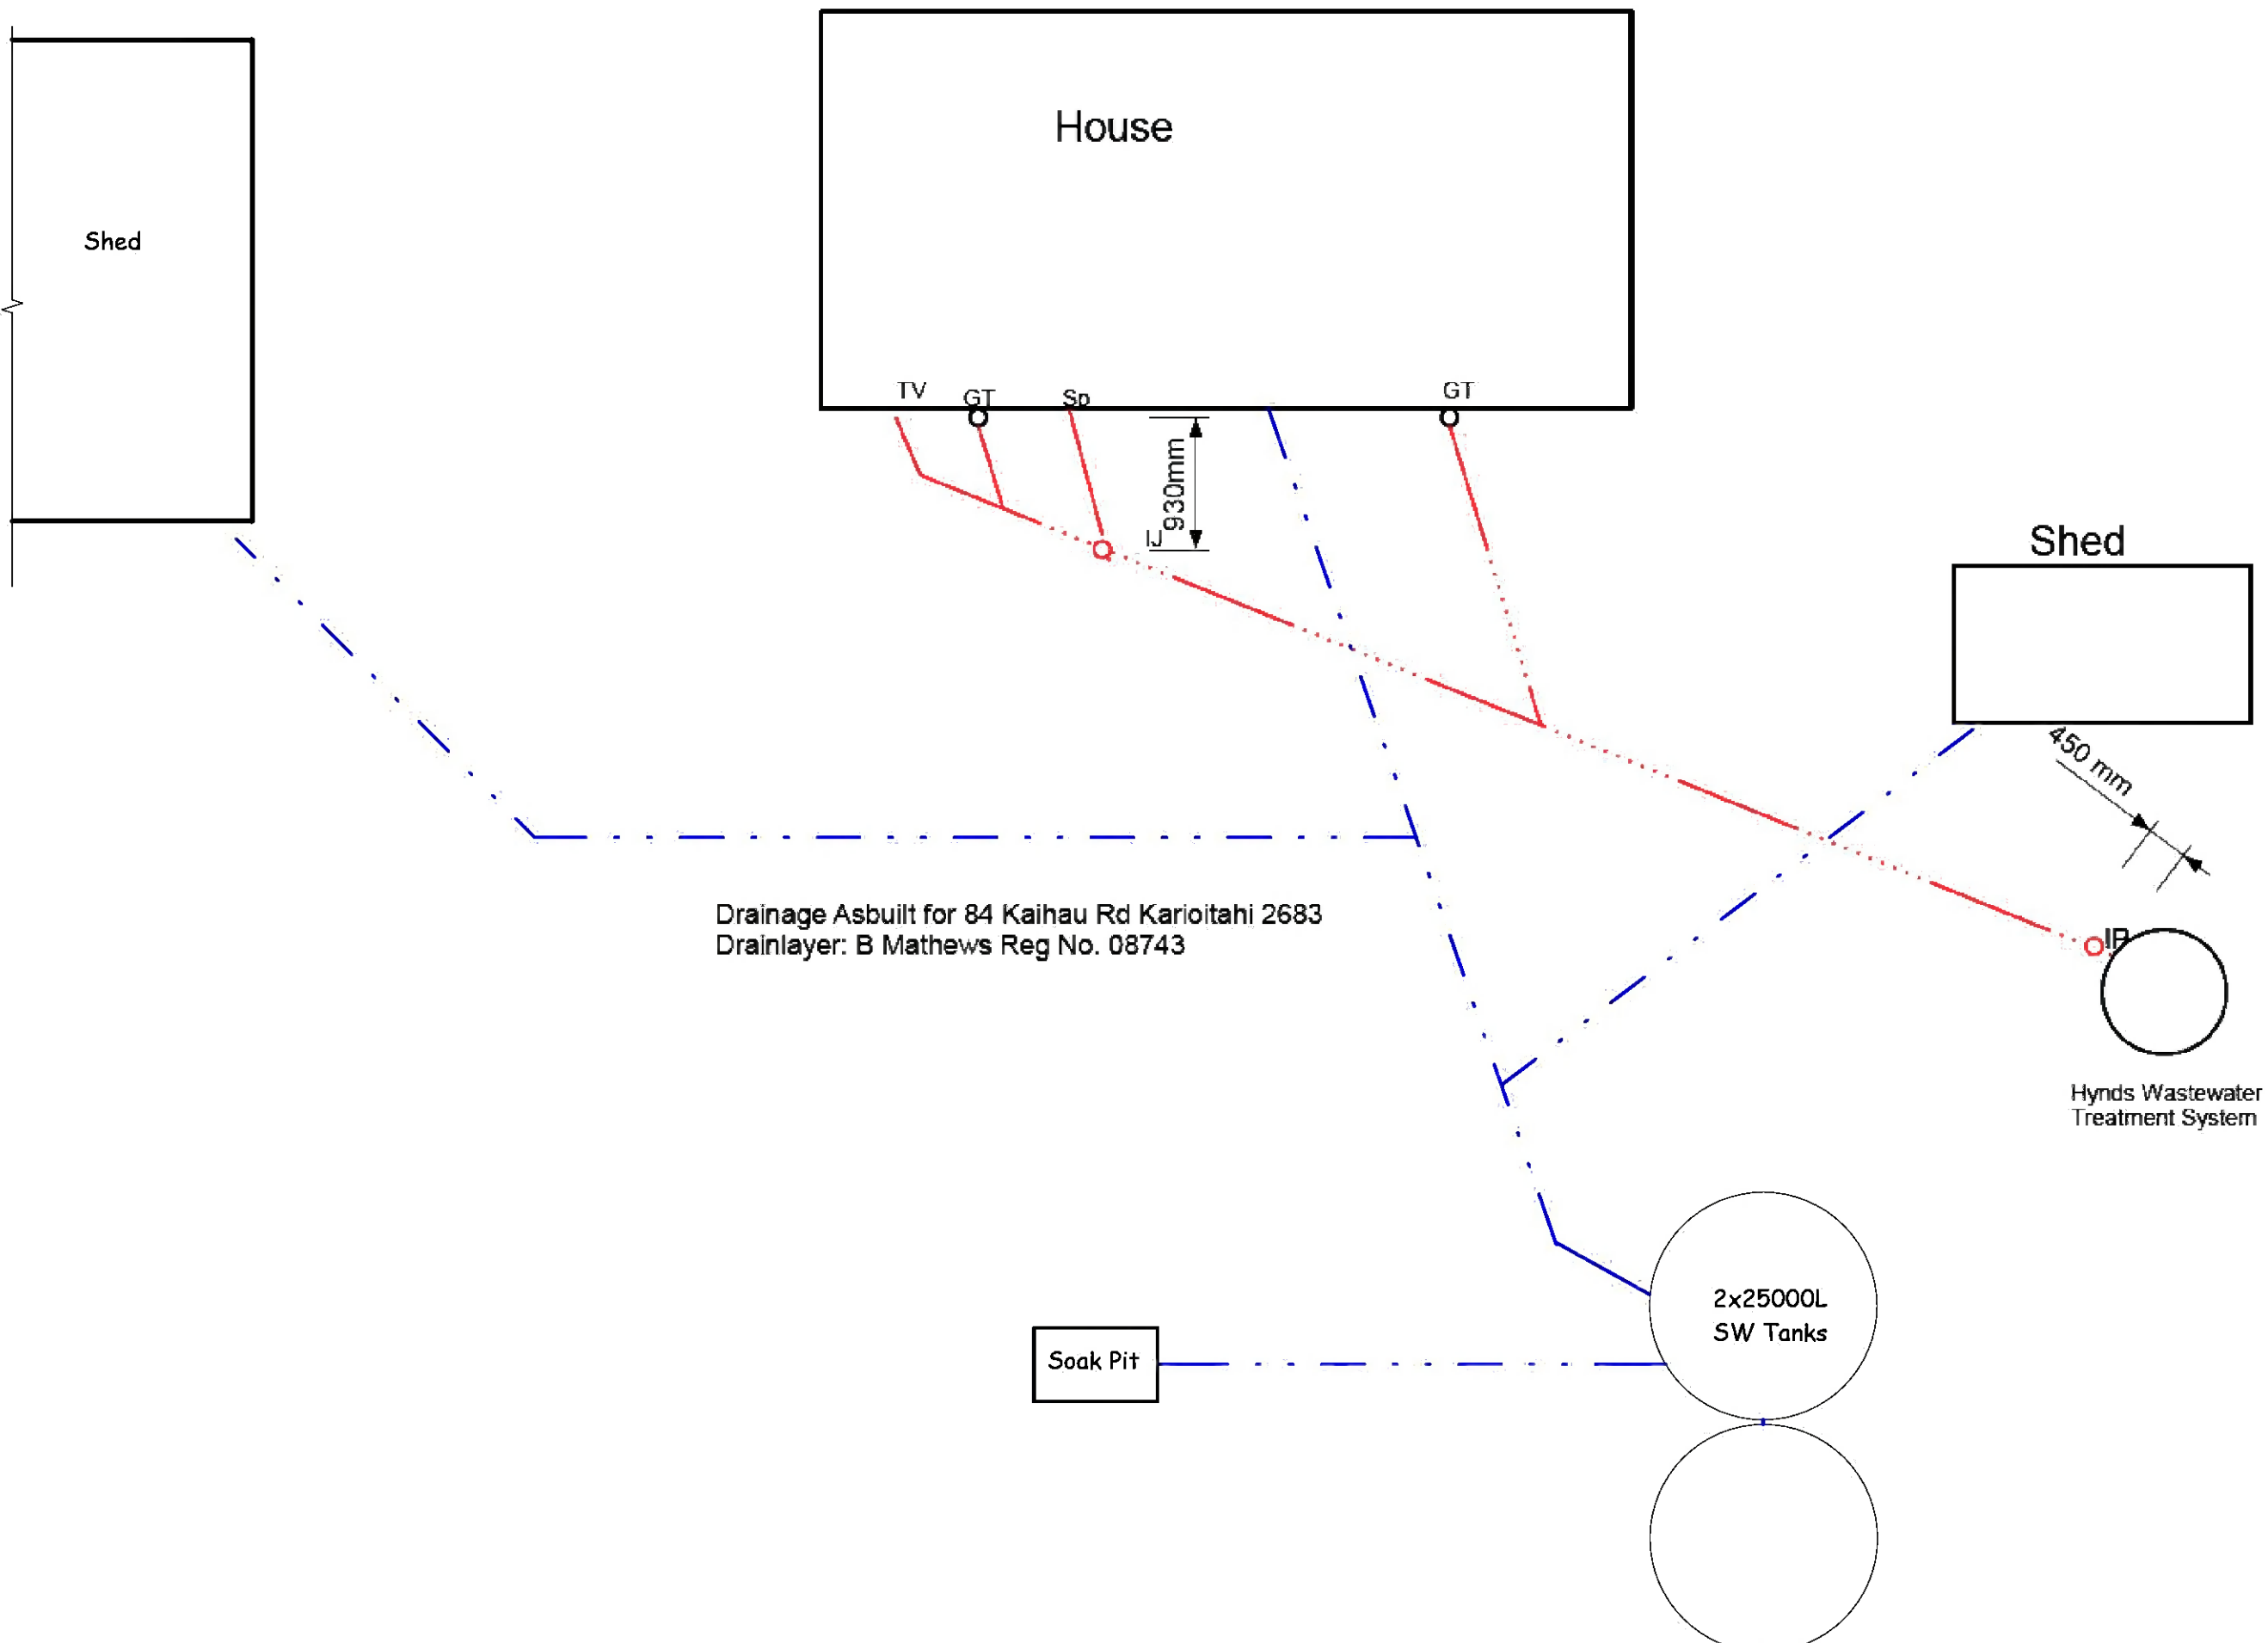 House
Shed
TV
GT
Sp
GT
930mm
IJ
Shed
450 mm
Drainage Asbuilt for 84 Kaihau Rd Karioitahi 2683
Drainlayer: B Mathews Reg No. 08743
IP
Hynds Wastewater
Treatment System
2x25000L
SW Tanks
Soak Pit